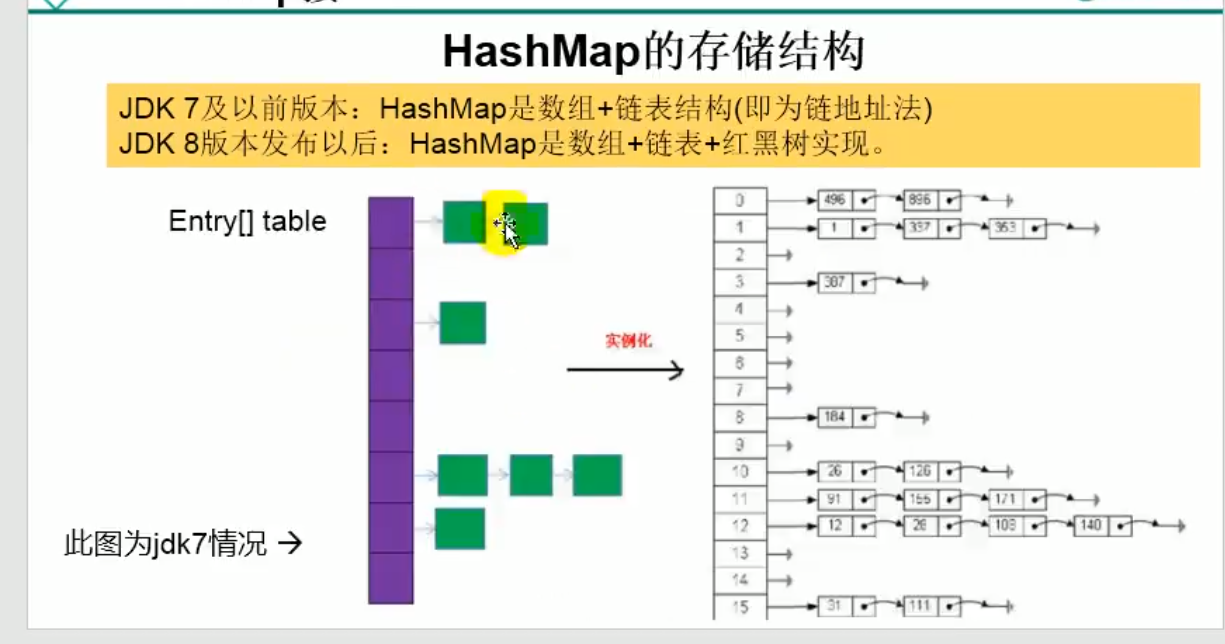 HashMap的存储结构
JDK 7及以前版本：HashMap是数组+链表结构(即为链地址法)
JDK 8版本发布以后：HashMap是数组+链表+红黑树实现。
Entry[] table
实例化
此图为jdk7情况 →
0 496 896
1 1 337 353
2
3 387
4
5
6
7
8 184
9
10 26 126
11 91 155 171
12 12 28 108 140
13
14
15 31 111